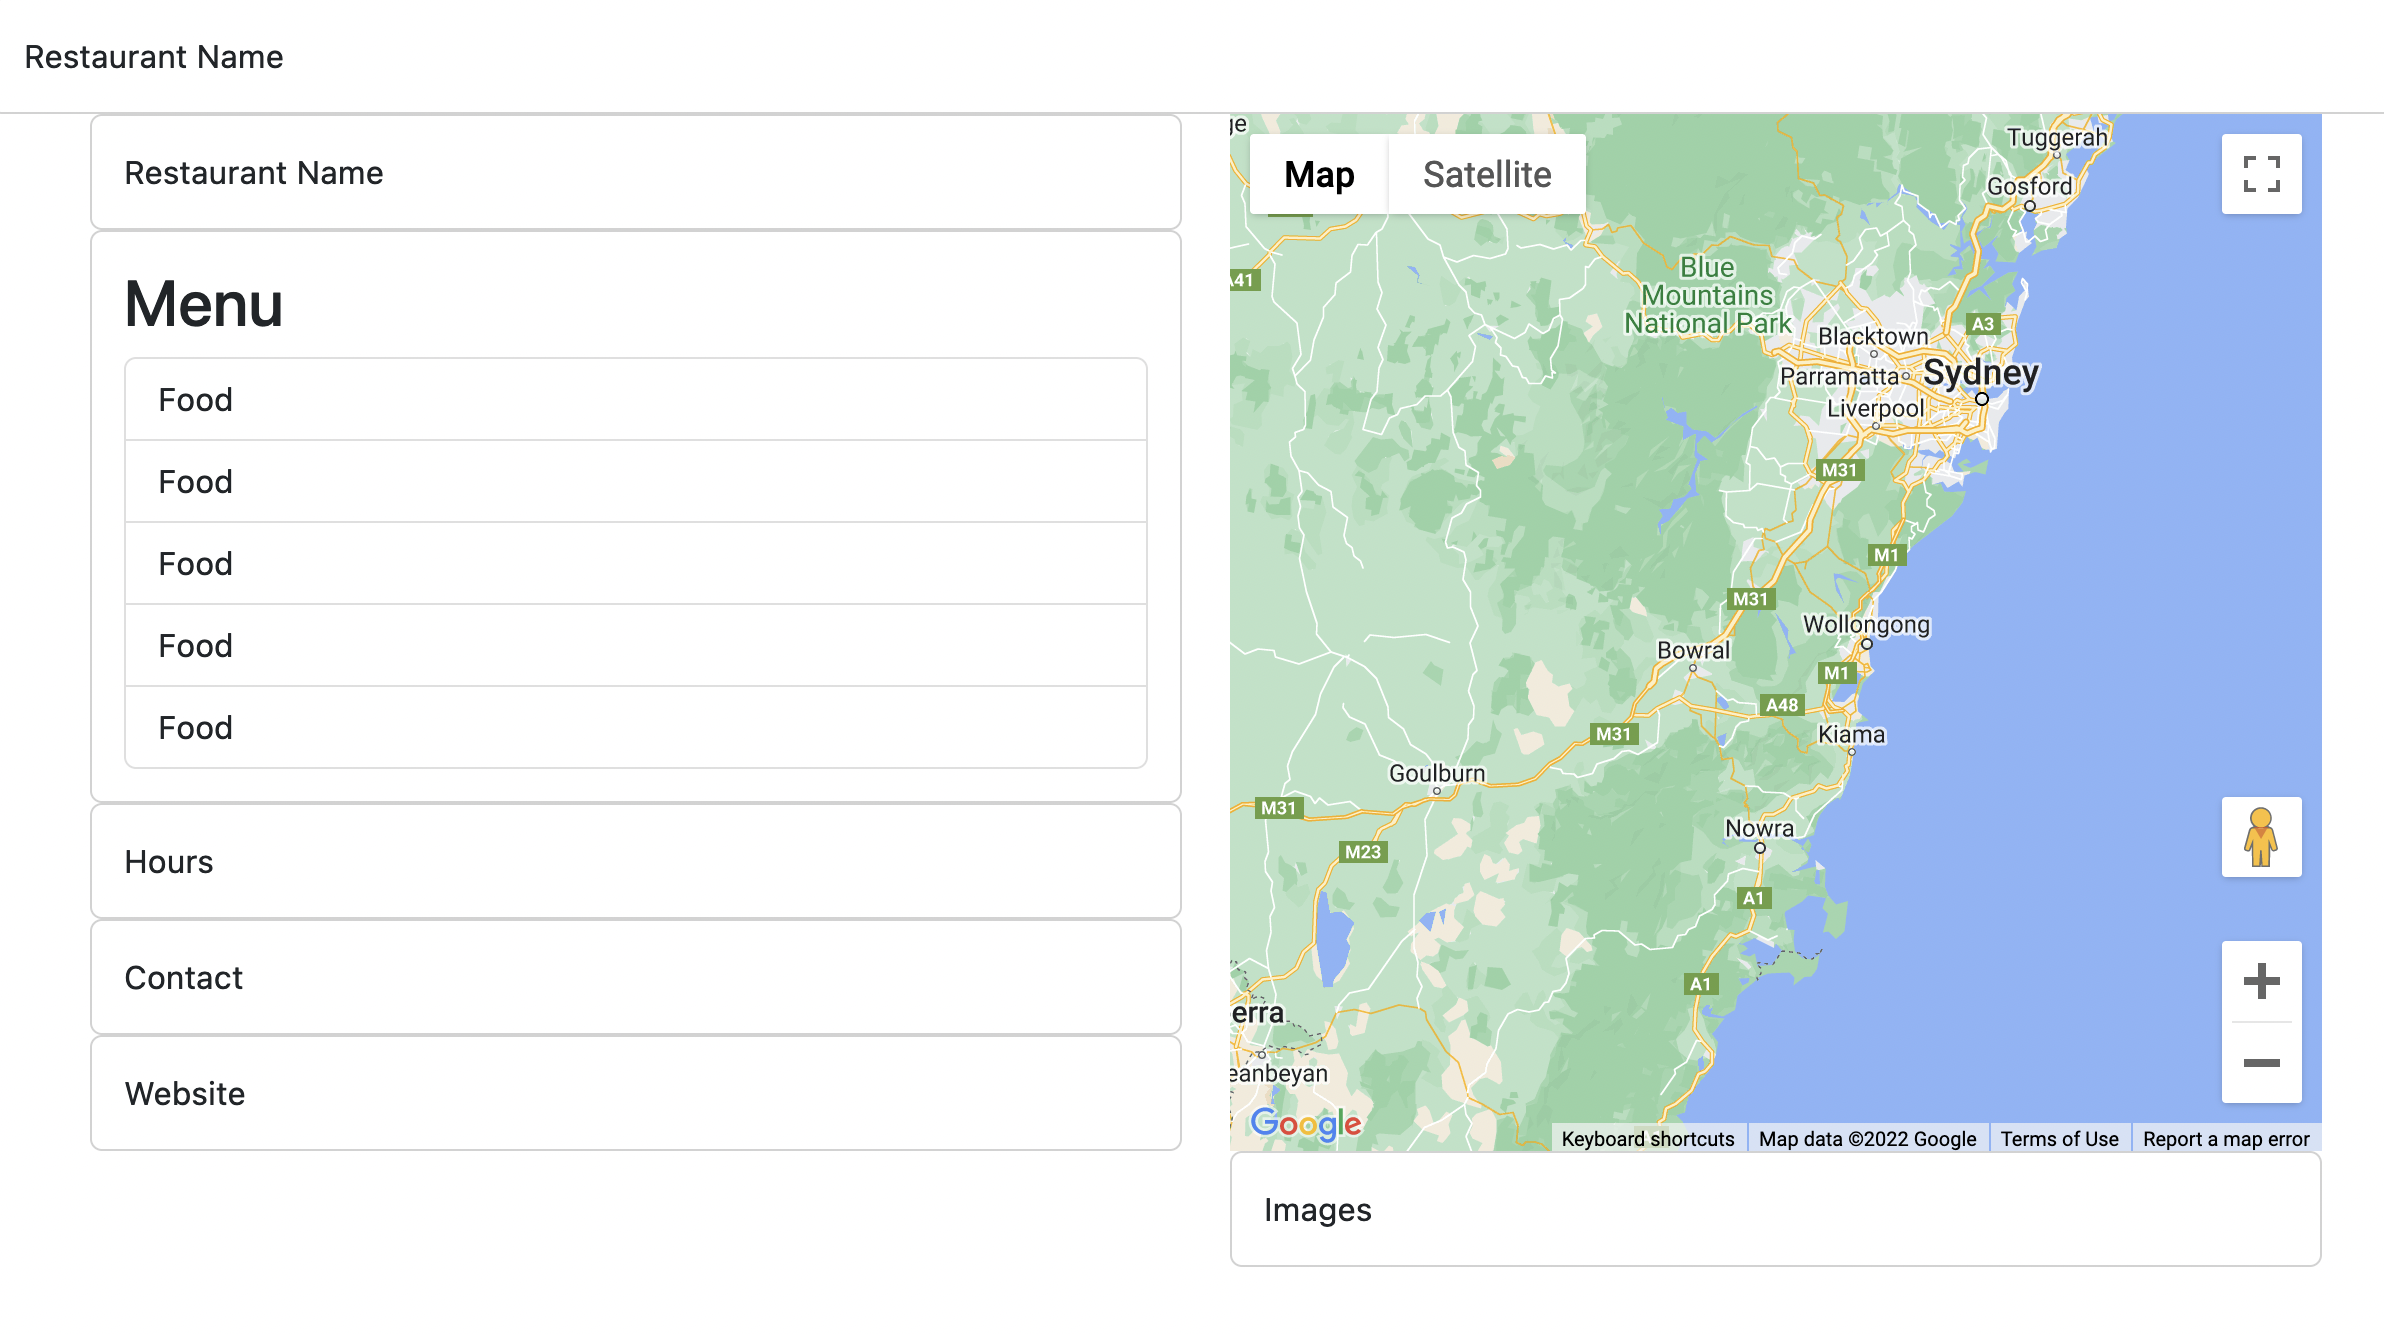 Restaurant Name
Restaurant Name
Menu
Food
Food
Food
Food
Food
Hours
Contact
Website
ge
Map
Satellite
Tuggerah
Gosford
A41
Blue
Mountains
National Park
A3
Blacktown
Parramatta
Sydney
Liverpool
M31
M1
M31
Wollongong
Bowral
M1
A48
M31
Kiama
Goulburn
M31
Nowra
M23
A1
A1
erra
eanbeyan
Google
Keyboard shortcuts
Map data ©2022 Google
Terms of Use
Report a map error
Images